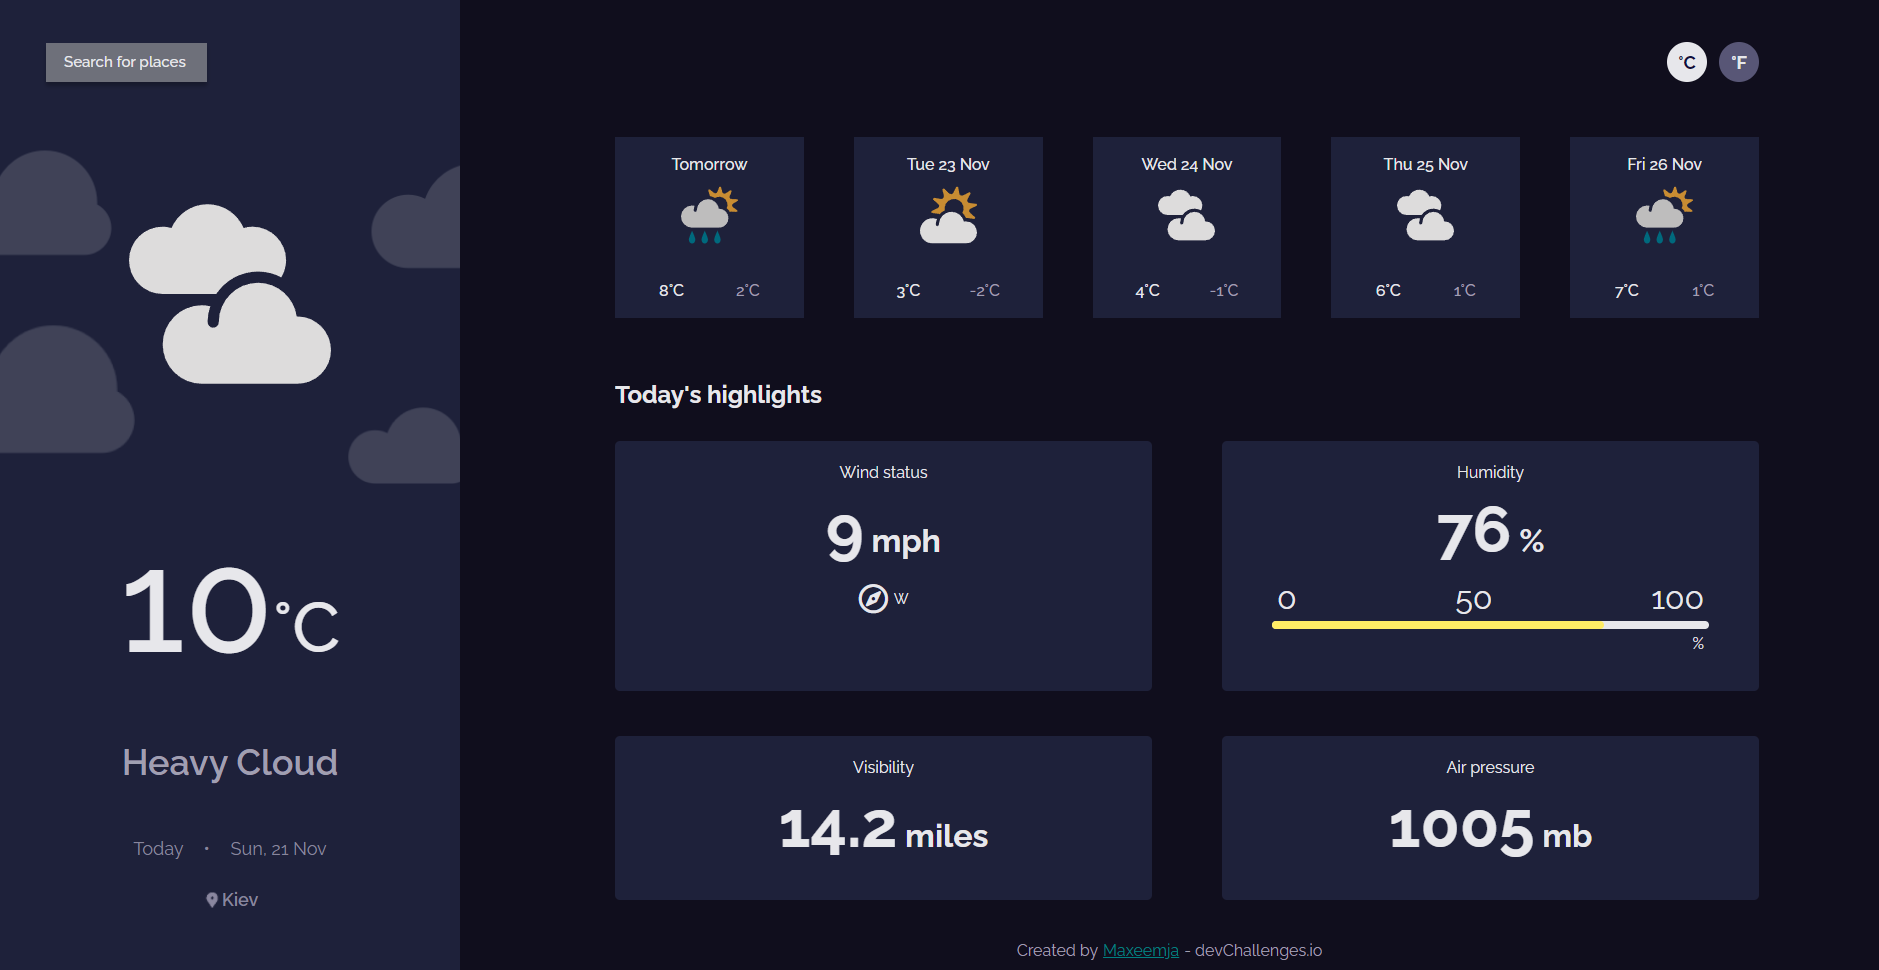 Search for places
10°C
Heavy Cloud
Today • Sun, 21 Nov
Kiev
°C °F
Tomorrow
8°C 2°C
Tue 23 Nov
3°C -2°C
Wed 24 Nov
4°C -1°C
Thu 25 Nov
6°C 1°C
Fri 26 Nov
7°C 1°C
Today's highlights
Wind status
9 mph
W
Humidity
76 %
0 50 100
%
Visibility
14.2 miles
Air pressure
1005 mb
Created by Maxeemja - devChallenges.io